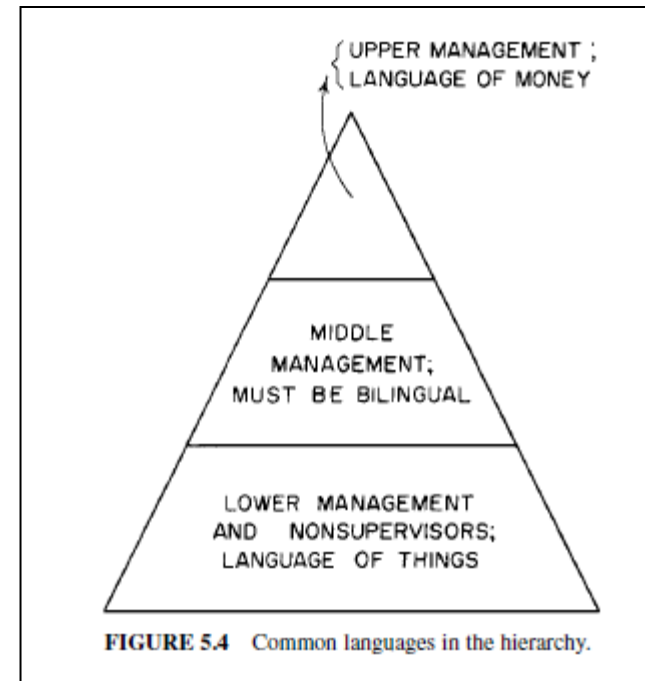 UPPER MANAGEMENT ;
LANGUAGE OF MONEY
MIDDLE
MANAGEMENT;
MUST BE BILINGUAL
LOWER MANAGEMENT
AND NONSUPERVISORS;
LANGUAGE OF THINGS
FIGURE 5.4 Common languages in the hierarchy.